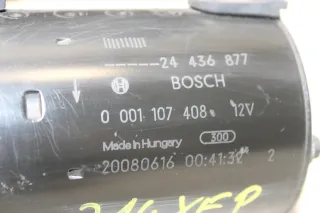 -----24 436 877
BOSCH
0 001 107 408 12V
Made in Hungary 300
20080616 00:41:32 2